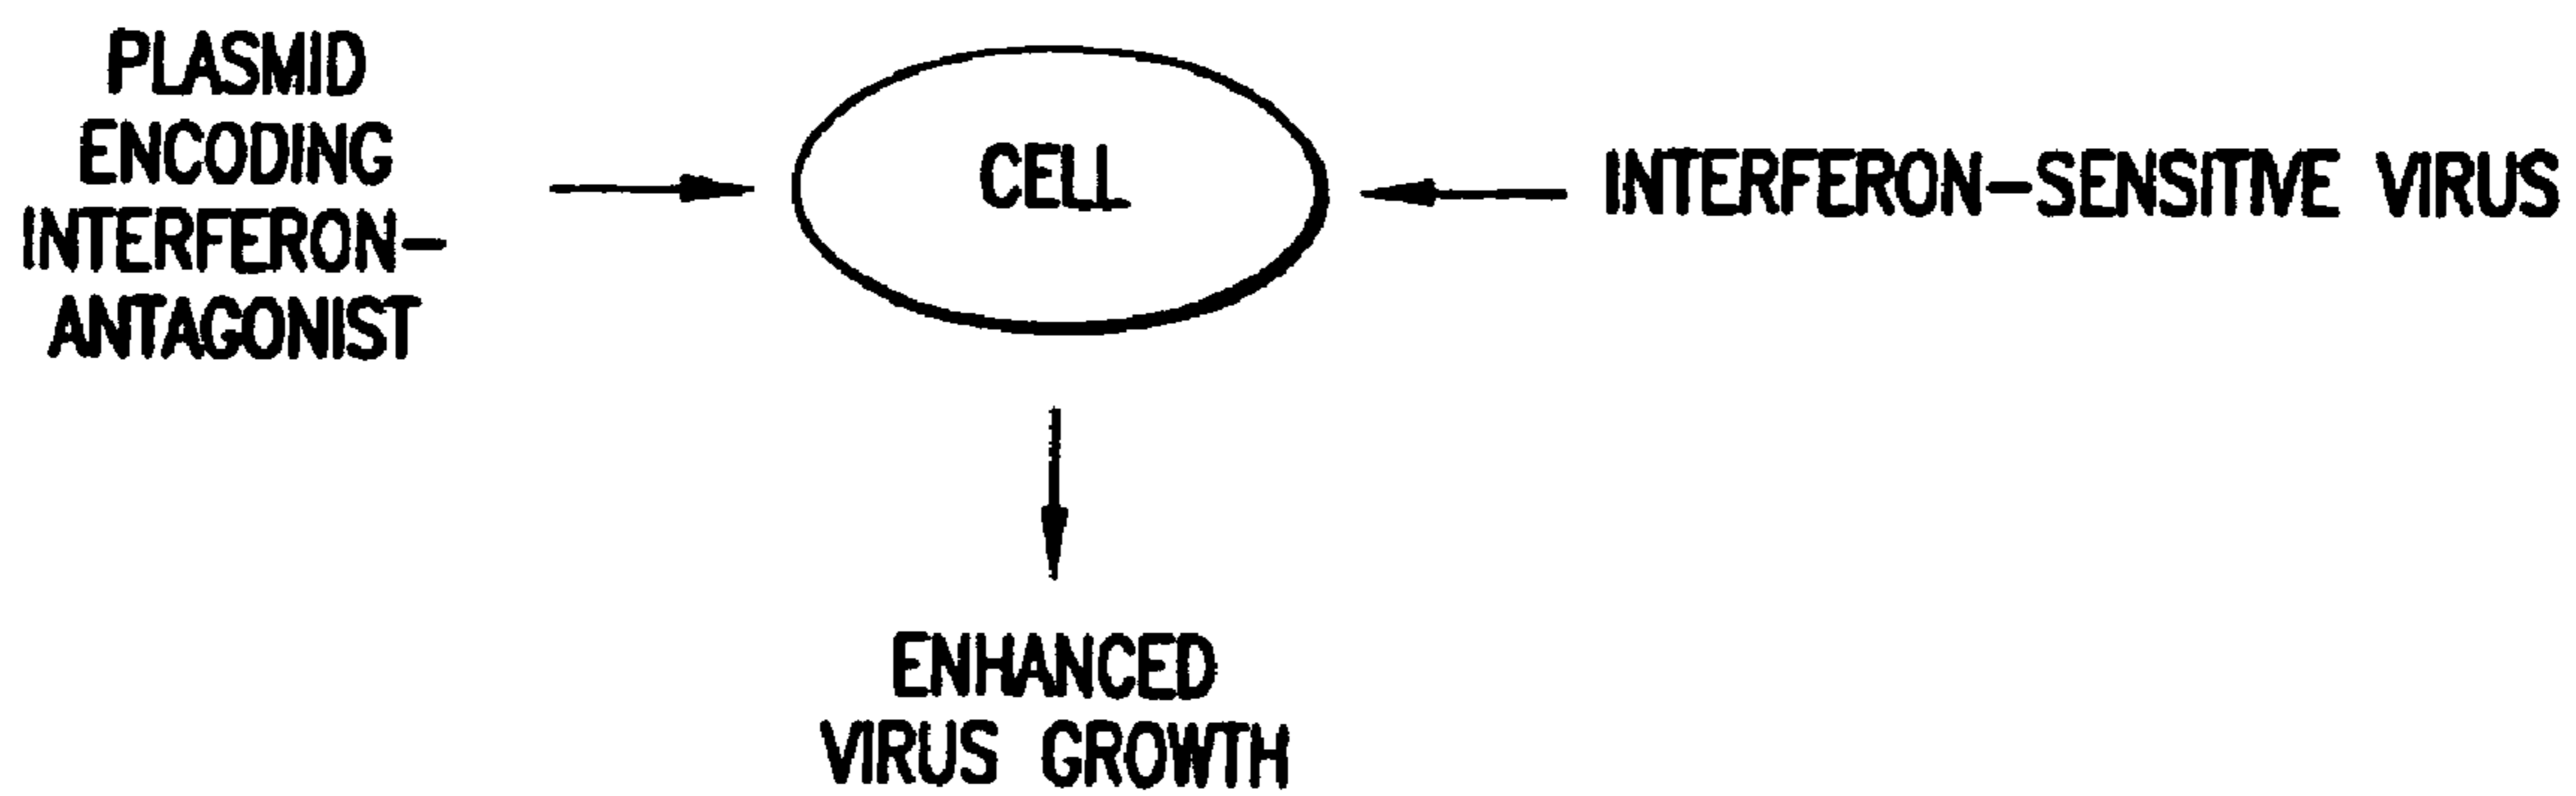 PLASMID
ENCODING
INTERFERON-
ANTAGONIST
CELL
INTERFERON-SENSITIVE VIRUS
ENHANCED
VIRUS GROWTH